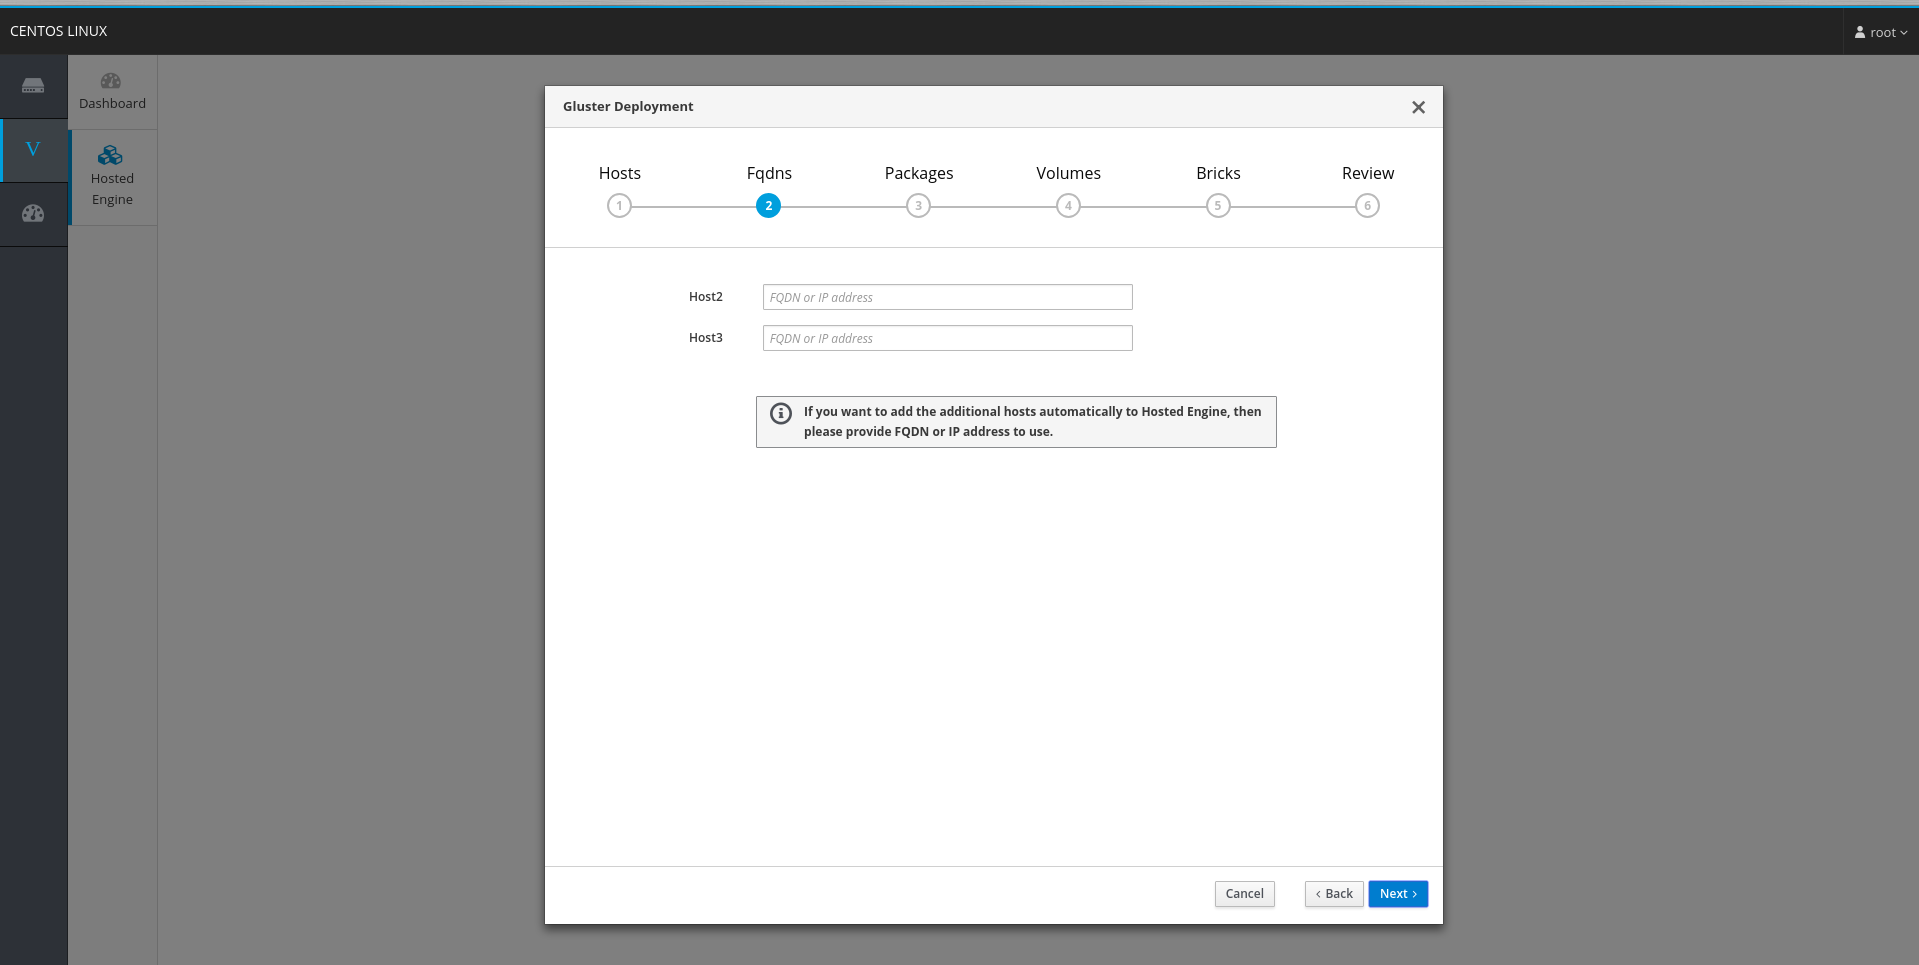 CENTOS LINUX
root
Dashboard
V
Hosted
Engine
Gluster Deployment
Hosts
Fqdns
Packages
Volumes
Bricks
Review
1
2
3
4
5
6
Host2
FQDN or IP address
Host3
FQDN or IP address
If you want to add the additional hosts automatically to Hosted Engine, then
please provide FQDN or IP address to use.
Cancel
Back
Next